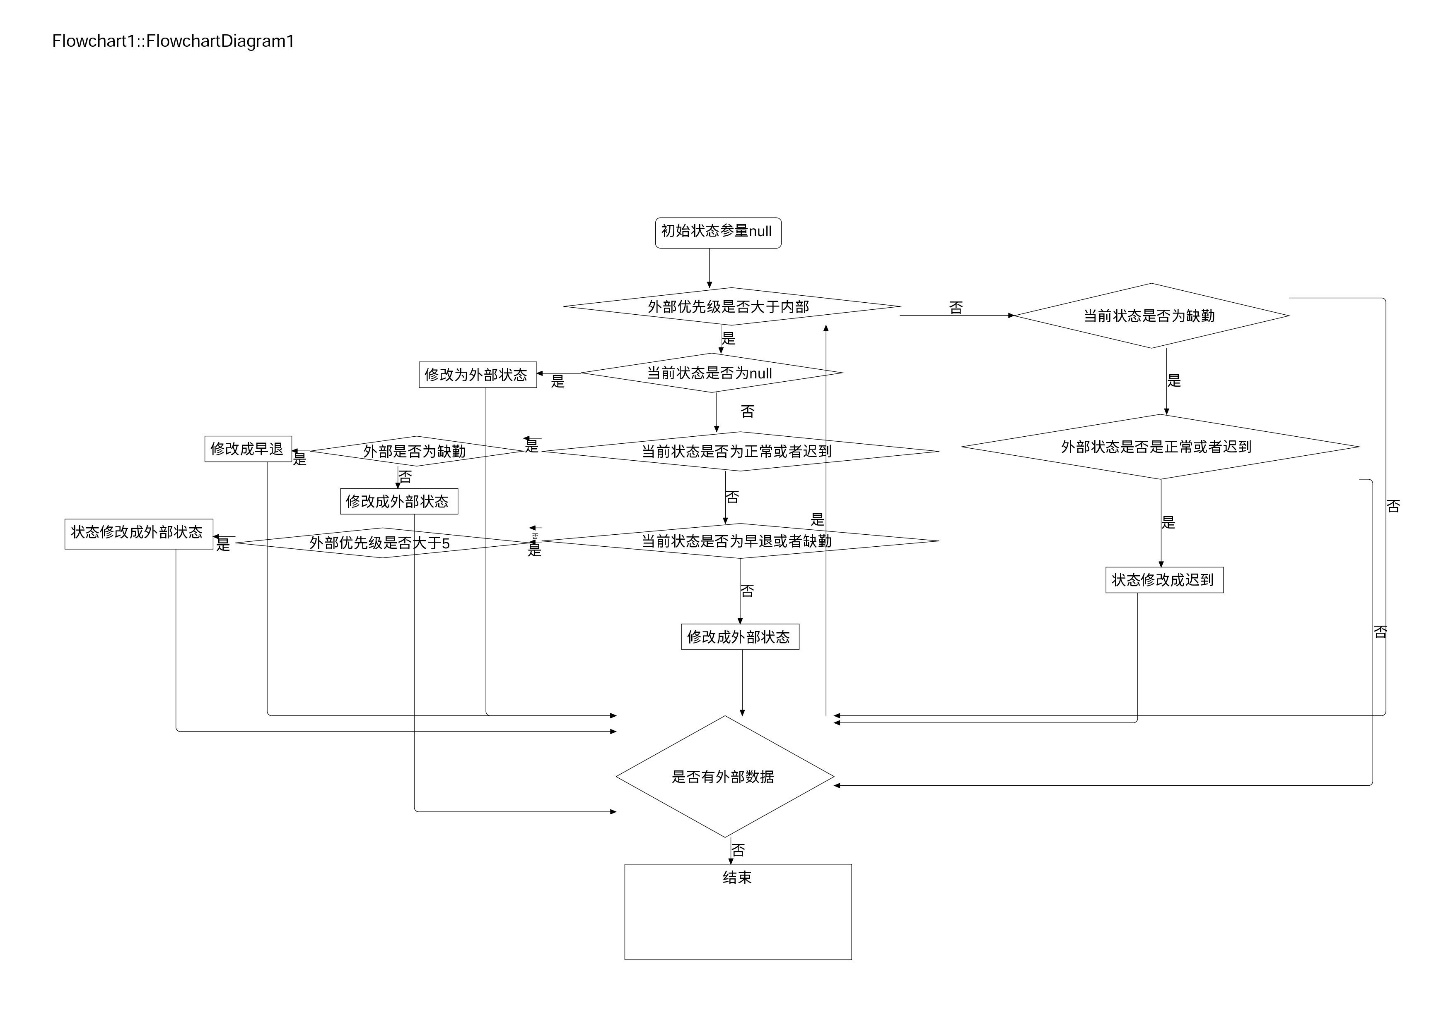 Flowchart1::FlowchartDiagram1
初始状态参量null
外部优先级是否大于内部
否
当前状态是否为缺勤
是
修改为外部状态
是
当前状态是否为null
是
否
修改成早退
是
外部是否为缺勤
是
当前状态是否为正常或者迟到
外部状态是否是正常或者迟到
否
修改成外部状态
否
否
状态修改成外部状态
是
外部优先级是否大于5
是
当前状态是否为早退或者缺勤
是
是
状态修改成迟到
否
修改成外部状态
否
是否有外部数据
否
结束